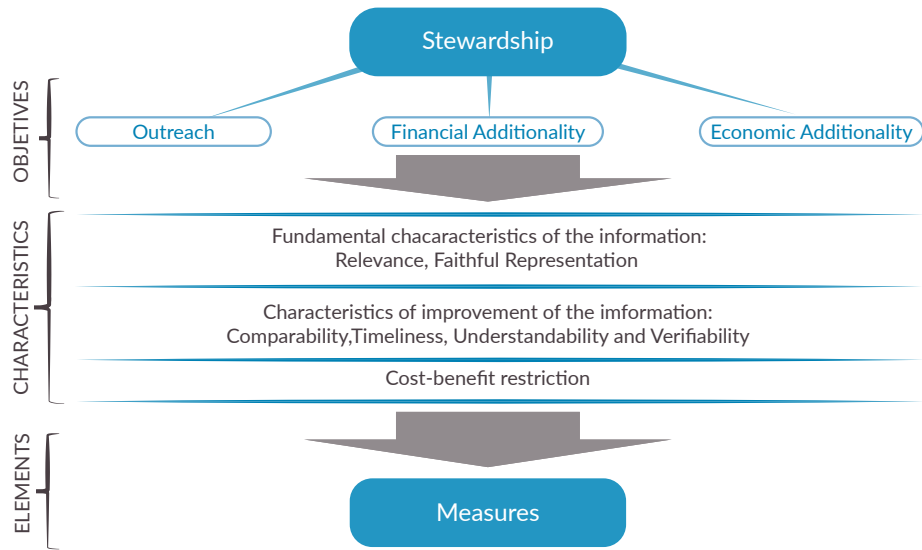 Stewardship
OBJETIVES
Outreach
Financial Additionality
Economic Additionality
CHARACTERISTICS
Fundamental chacaracteristics of the information:
Relevance, Faithful Representation
Characteristics of improvement of the imformation:
Comparability,Timeliness, Understandability and Verifiability
Cost-benefit restriction
ELEMENTS
Measures